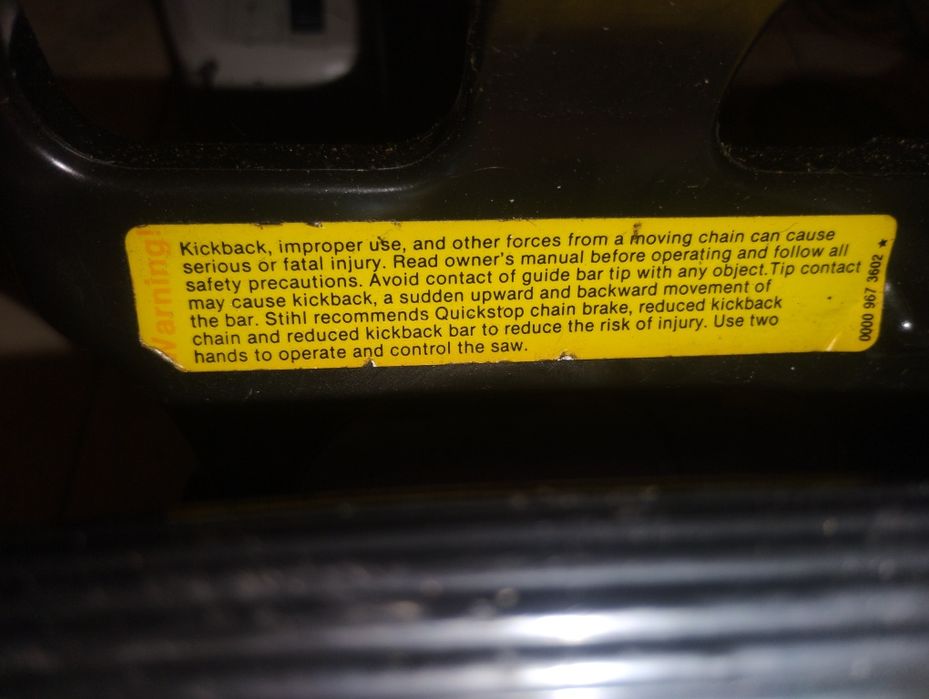 Warning!
Kickback, improper use, and other forces from a moving chain can cause
serious or fatal injury. Read owner's manual before operating and follow all
safety precautions. Avoid contact of guide bar tip with any object.Tip contact
may cause kickback, a sudden upward and backward movement of
the bar. Stihl recommends Quickstop chain brake, reduced kickback
chain and reduced kickback bar to reduce the risk of injury. Use two
hands to operate and control the saw.
0000 967 3602 ★